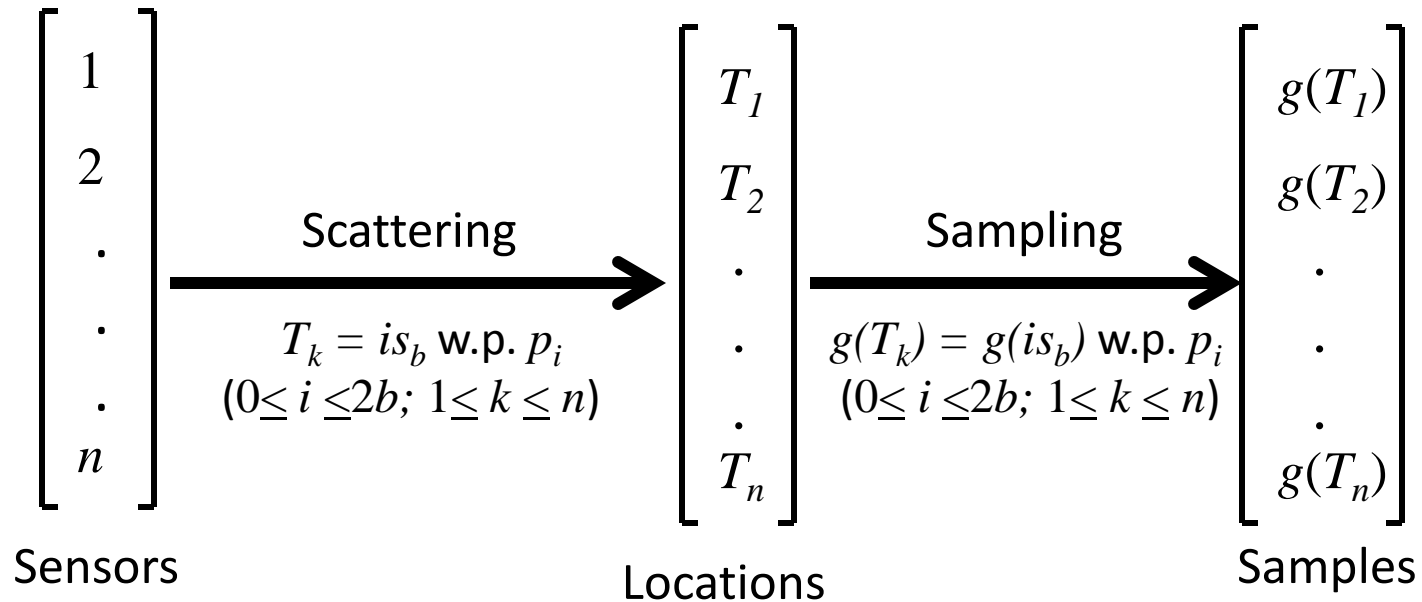 1
2
.
.
.
n
Sensors
Scattering
T_k = is_b w.p. p_i
(0≤ i ≤2b; 1≤ k ≤ n)
T_1
T_2
.
.
.
T_n
Locations
Sampling
g(T_k) = g(is_b) w.p. p_i
(0≤ i ≤2b; 1≤ k ≤ n)
g(T_1)
g(T_2)
.
.
.
g(T_n)
Samples